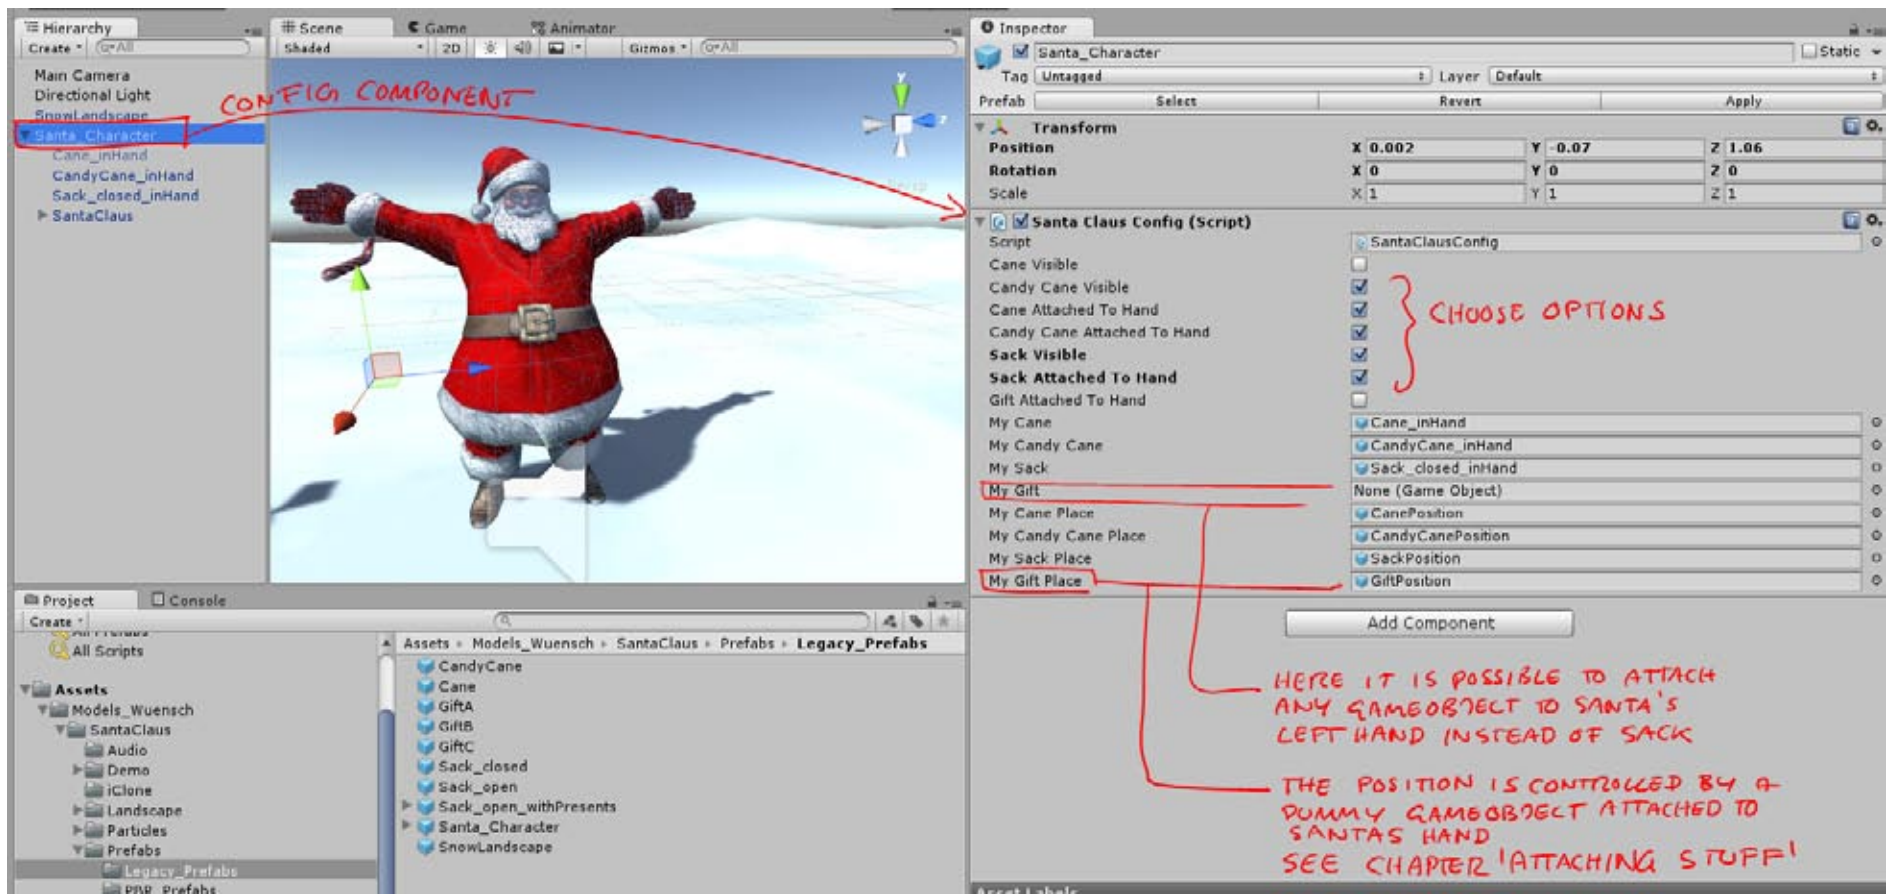 Hierarchy
Create
All
Main Camera
Directional Light
SnowLandscape
Santa_Character
Cane_inHand
CandyCane_inHand
Sack_closed_inHand
SantaClaus
Scene
Game
Animator
Shaded
2D
Gizmos
All
CONFIG COMPONENT
y
z
Persp
Inspector
Santa_Character
Static
Tag Untagged
Layer Default
Prefab Select Revert Apply
Transform
Position X 0.002 Y -0.07 Z 1.06
Rotation X 0 Y 0 Z 0
Scale X 1 Y 1 Z 1
Santa Claus Config (Script)
Script SantaClausConfig
Cane Visible
Candy Cane Visible
Cane Attached To Hand
Candy Cane Attached To Hand
Sack Visible
Sack Attached To Hand
Gift Attached To Hand
CHOOSE OPTIONS
My Cane Cane_inHand
My Candy Cane CandyCane_inHand
My Sack Sack_closed_inHand
My Gift None (Game Object)
My Cane Place CanePosition
My Candy Cane Place CandyCanePosition
My Sack Place SackPosition
My Gift Place GiftPosition
Add Component
HERE IT IS POSSIBLE TO ATTACH
ANY GAMEOBJECT TO SANTA'S
LEFT HAND INSTEAD OF SACK
THE POSITION IS CONTROLLED BY A
DUMMY GAMEOBJECT ATTACHED TO
SANTAS HAND
SEE CHAPTER 'ATTACHING STUFF'
Asset Labels
Project
Console
Create
All Prefabs
All Scripts
Assets
Models_Wuensch
SantaClaus
Audio
Demo
iClone
Landscape
Particles
Prefabs
Legacy_Prefabs
PBR_Prefabs
Assets Models_Wuensch SantaClaus Prefabs Legacy_Prefabs
CandyCane
Cane
GiftA
GiftB
GiftC
Sack_closed
Sack_open
Sack_open_withPresents
Santa_Character
SnowLandscape